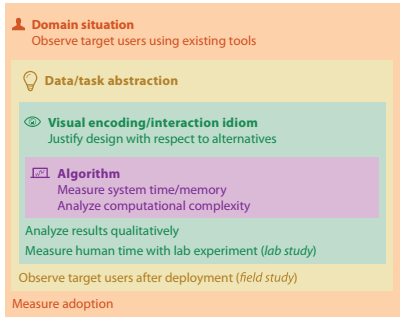 Domain situation
Observe target users using existing tools
Data/task abstraction
Visual encoding/interaction idiom
Justify design with respect to alternatives
Algorithm
Measure system time/memory
Analyze computational complexity
Analyze results qualitatively
Measure human time with lab experiment (lab study)
Observe target users after deployment (field study)
Measure adoption